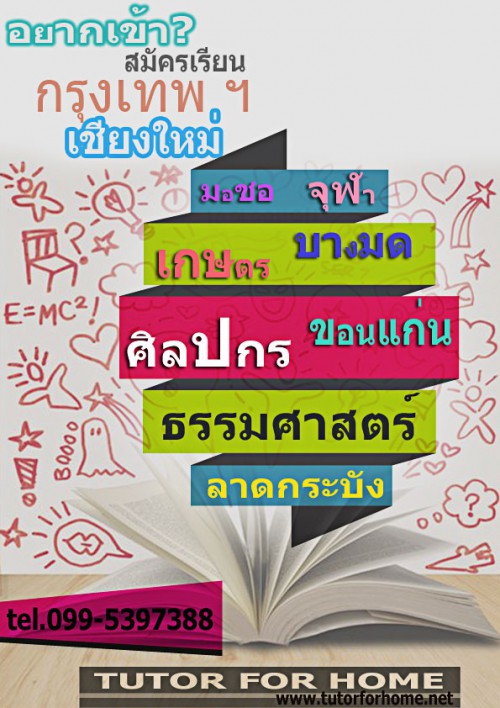 อยากเข้า?
สมัครเรียน
กรุงเทพ ฯ
เชียงใหม่
มอชอ จุฬา
เกษตร บางมด
E=MC²!
ศิลปกร ขอนแก่น
ธรรมศาสตร์
BOOOO
ลาดกระบัง
tel.099-5397388
TUTOR FOR HOME
www.tutorforhome.net